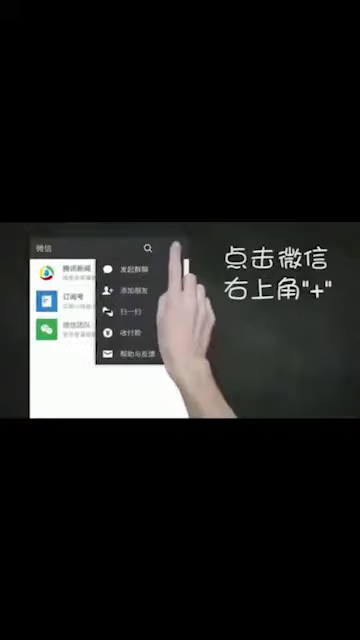 微信
腾讯新闻
订阅号
微信团队
发起群聊
添加朋友
扫一扫
收付款
帮助与反馈
点击微信
右上角"+"